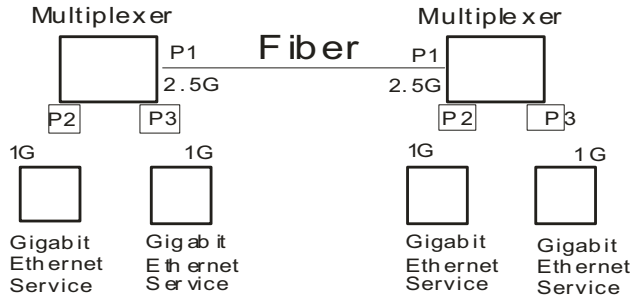 Multiplexer
Multiplexer
P1
Fiber
P1
2.5G
2.5G
P2
P3
P2
P3
1G
1G
1G
1G
Gigabit
Ethernet
Service
Gigabit
Ethernet
Service
Gigabit
Ethernet
Service
Gigabit
Ethernet
Service